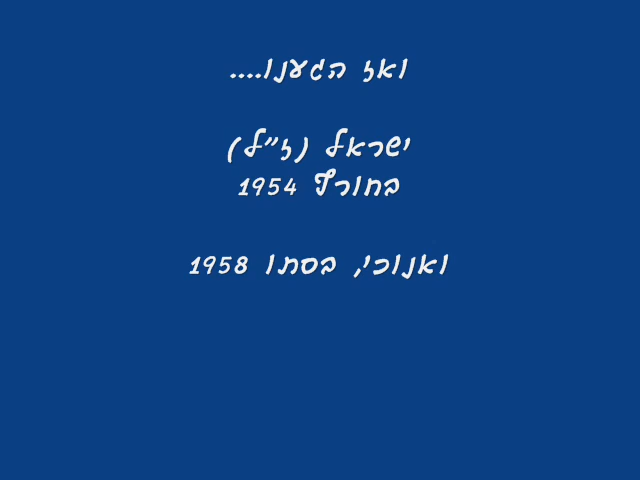 ואז הגענו....
ישראל (ז"ל)
בחורף 1954
ואנוכי, בסתו 1958